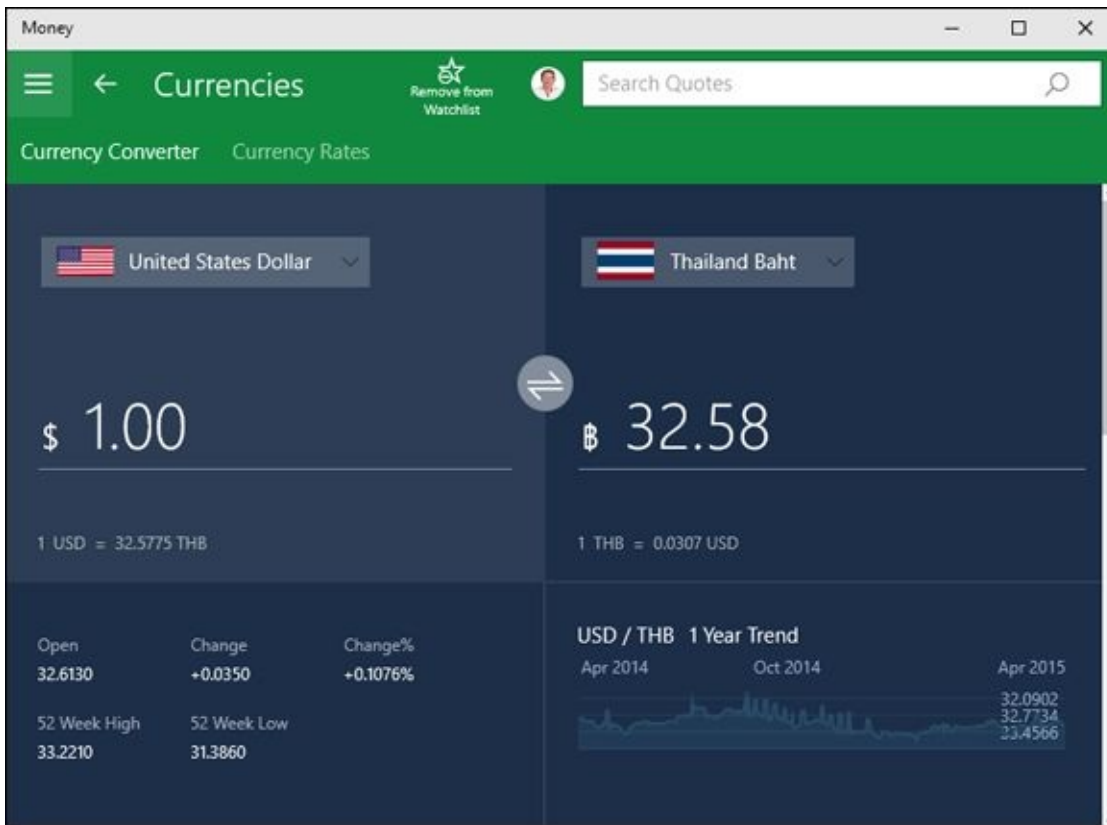 Money
Currencies
Remove from
Watchlist
Search Quotes
Currency Converter Currency Rates
United States Dollar
Thailand Baht
$ 1.00
฿ 32.58
1 USD = 32.5775 THB
1 THB = 0.0307 USD
Open Change Change%
32.6130 +0.0350 +0.1076%
52 Week High 52 Week Low
33.2210 31.3860
USD / THB 1 Year Trend
Apr 2014 Oct 2014 Apr 2015
32.0902
32.7734
33.4566